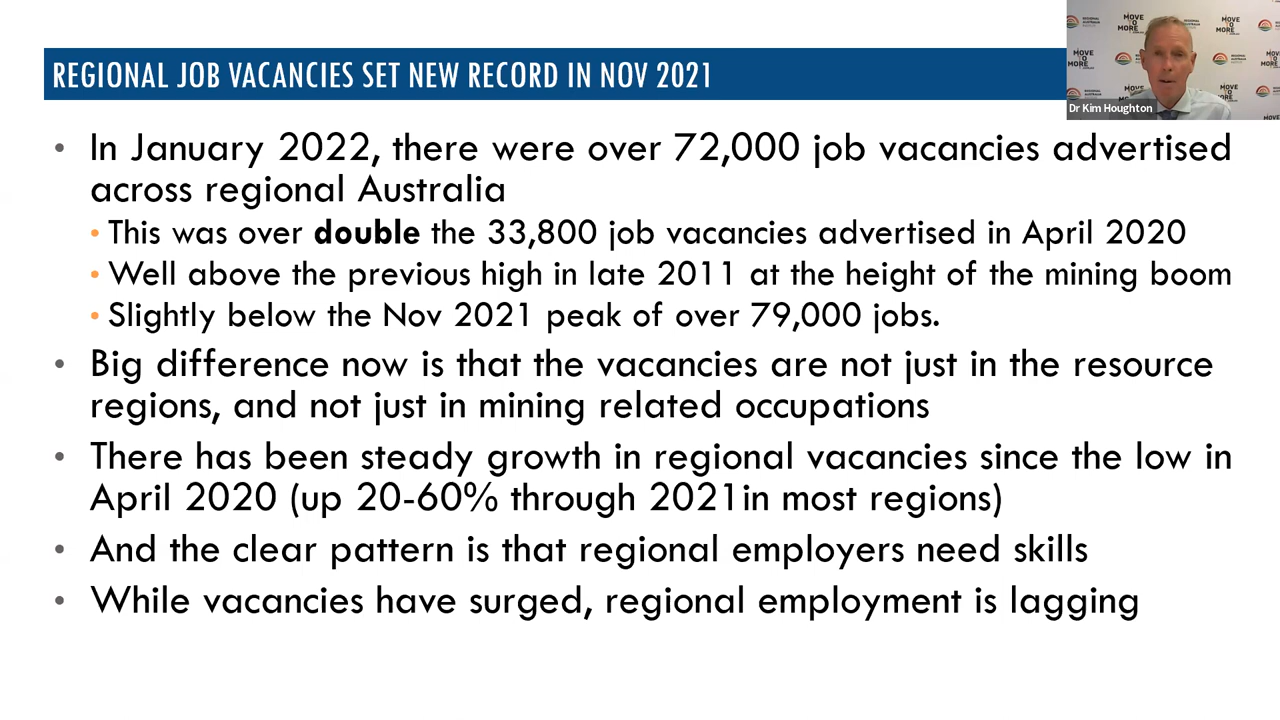 REGIONAL JOB VACANCIES SET NEW RECORD IN NOV 2021
MOVE TO MORE
REGIONAL AUSTRALIA
Dr Kim Houghton
• In January 2022, there were over 72,000 job vacancies advertised
across regional Australia
• This was over double the 33,800 job vacancies advertised in April 2020
• Well above the previous high in late 2011 at the height of the mining boom
• Slightly below the Nov 2021 peak of over 79,000 jobs.
• Big difference now is that the vacancies are not just in the resource
regions, and not just in mining related occupations
• There has been steady growth in regional vacancies since the low in
April 2020 (up 20-60% through 2021in most regions)
• And the clear pattern is that regional employers need skills
• While vacancies have surged, regional employment is lagging